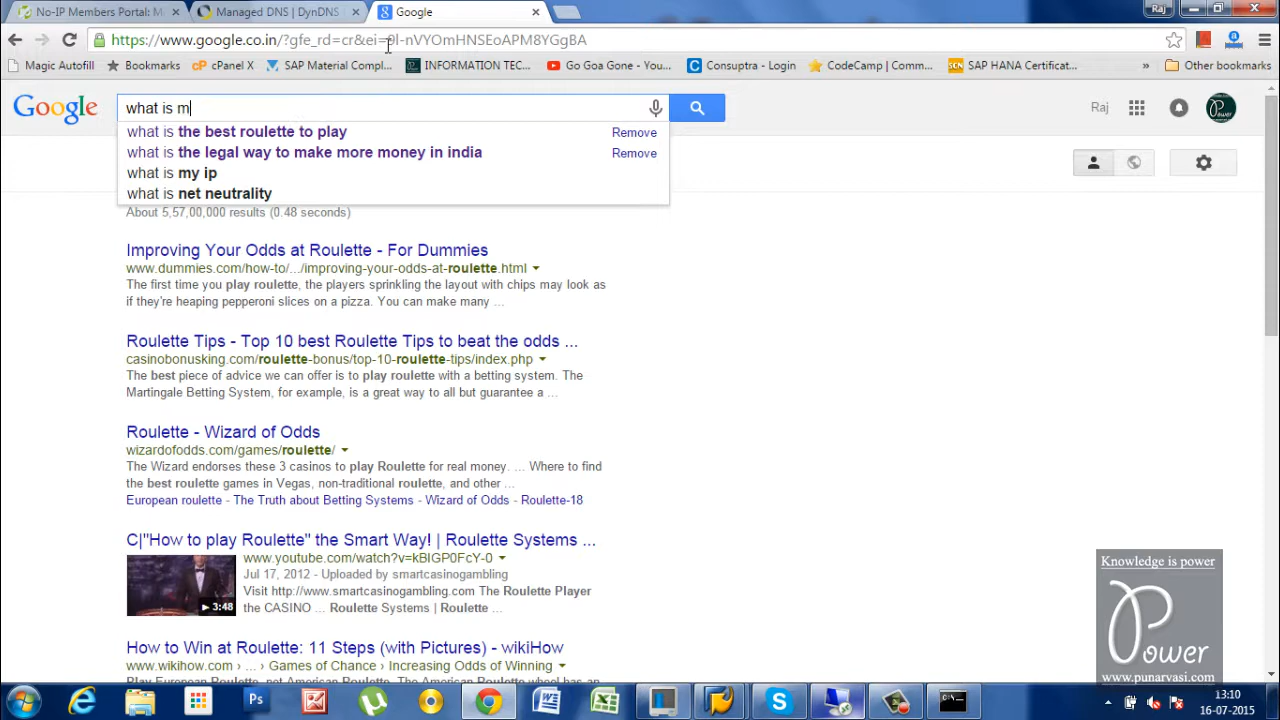 No-IP Members Portal: M
Managed DNS | DynDNS
Google
Raj
https://www.google.co.in/?gfe_rd=cr&ei=9l-nVYOmHNSEoAPM8YGgBA
Magic Autofill
Bookmarks
cPanel X
SAP Material Compl...
INFORMATION TEC...
Go Goa Gone - You...
Consuptra - Login
CodeCamp | Comm...
SAP HANA Certificat...
»
Other bookmarks
Google
what is m
Raj
what is the best roulette to play Remove
what is the legal way to make more money in india Remove
what is my ip
what is net neutrality
About 5,57,00,000 results (0.48 seconds)
Improving Your Odds at Roulette - For Dummies
www.dummies.com/how-to/.../improving-your-odds-at-roulette.html
The first time you play roulette, the players sprinkling the layout with chips may look as
if they're heaping pepperoni slices on a pizza. You can make many ...
Roulette Tips - Top 10 best Roulette Tips to beat the odds ...
casinobonusking.com/roulette-bonus/top-10-roulette-tips/index.php
The best piece of advice we can offer is to play roulette with a betting system. The
Martingale Betting System, for example, is a great way to all but guarantee a ...
Roulette - Wizard of Odds
wizardofodds.com/games/roulette/
The Wizard endorses these 3 casinos to play Roulette for real money. ... Where to find
the best roulette games in Vegas, non-traditional roulette, and other ...
European roulette - The Truth about Betting Systems - Wizard of Odds - Roulette-18
C|"How to play Roulette" the Smart Way! | Roulette Systems ...
www.youtube.com/watch?v=kBIGP0FcY-0
Jul 17, 2012 - Uploaded by smartcasinogambling
Visit http://www.smartcasinogambling.com The Roulette Player
the CASINO ... Roulette Systems | Roulette ...
3:48
How to Win at Roulette: 11 Steps (with Pictures) - wikiHow
www.wikihow.com › ... › Games of Chance › Increasing Odds of Winning
Play European Roulette, not American Roulette. The American Roulette wheel has an
Knowledge is power
Power
www.punarvasi.com
13:10
16-07-2015